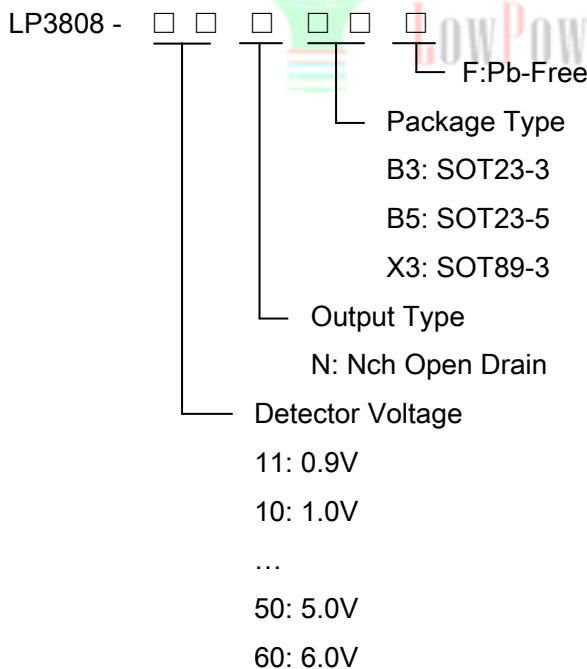 LP3808 - □ □ □ □ □ □
LowPow
F:Pb-Free
Package Type
B3: SOT23-3
B5: SOT23-5
X3: SOT89-3
Output Type
N: Nch Open Drain
Detector Voltage
11: 0.9V
10: 1.0V
…
50: 5.0V
60: 6.0V